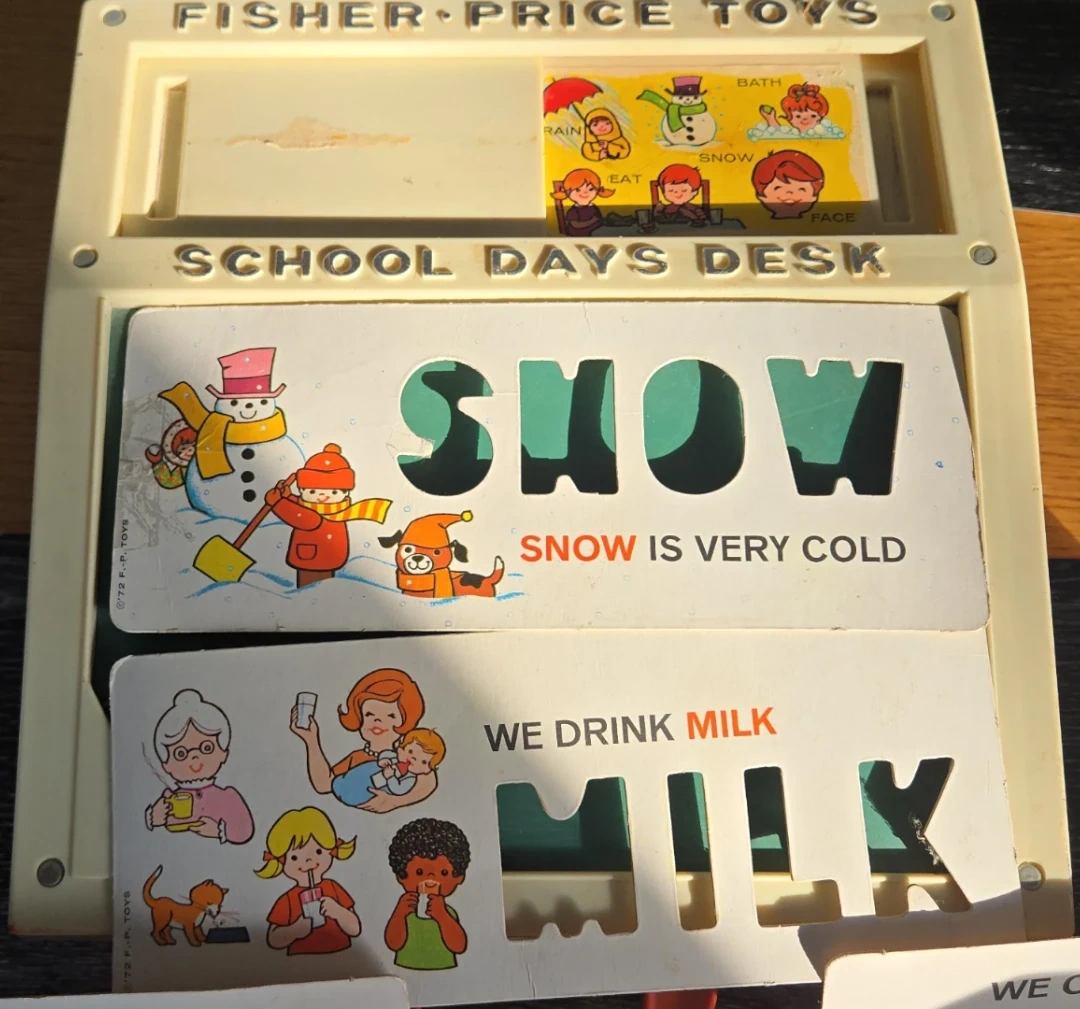 FISHER-PRICE TOYS
BATH
RAIN
SNOW
EAT
FACE
SCHOOL DAYS DESK
SNOW
SNOW IS VERY COLD
©'72 F.-P. TOYS
WE DRINK MILK
MILK
'72 F.-P. TOYS
WE C